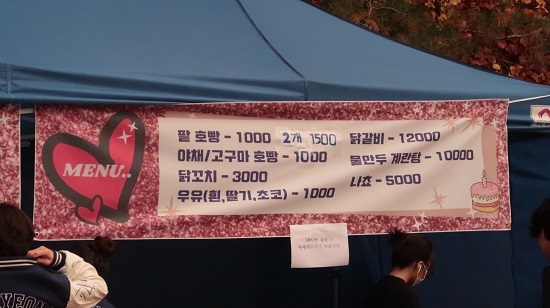 MENU..
팥 호빵 - 1000 2개 1500
야채/고구마 호빵 - 1000
닭꼬치 - 3000
우유(흰,딸기,초코) - 1000
닭갈비 - 12000
물만두 계란탕 - 10000
나쵸 - 5000